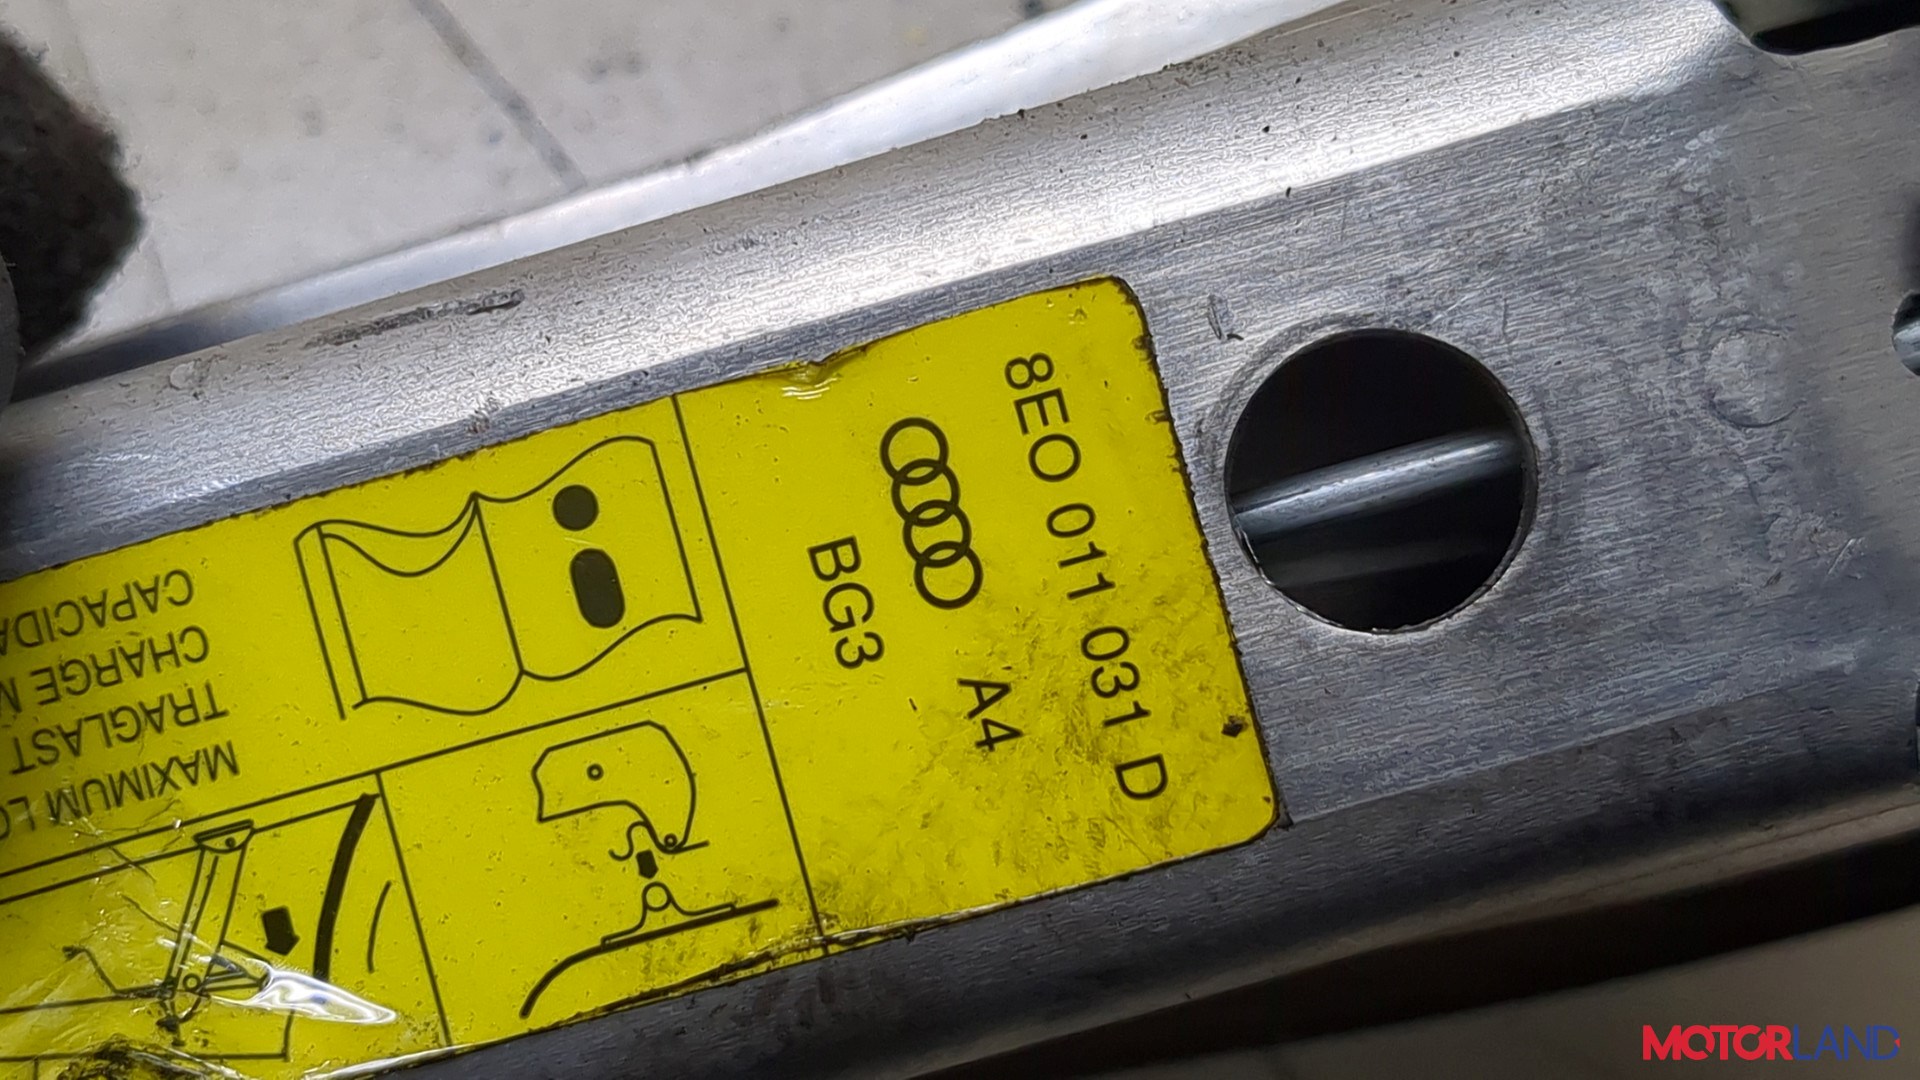 8E0 011 031 D
A4
BG3
MAXIMUM
TRAGLAST
CHARGE
MOTORLAND